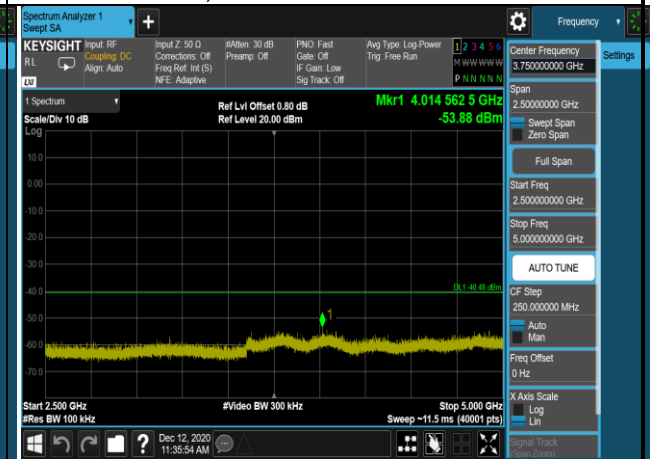 Spectrum Analyzer 1
Swept SA
Frequency
KEYSIGHT
RL
LXI
Input: RF
Coupling: DC
Align: Auto
Input Z: 50 Ω
Corrections: Off
Freq Ref: Int (S)
NFE: Adaptive
#Atten: 30 dB
Preamp: Off
PNO: Fast
Gate: Off
IF Gain: Low
Sig Track: Off
Avg Type: Log-Power
Trig: Free Run
1 2 3 4 5 6
M W W W W W
P N N N N N
1 Spectrum
Scale/Div 10 dB
Ref Lvl Offset 0.80 dB
Ref Level 20.00 dBm
Mkr1 4.014 562 5 GHz
-53.88 dBm
Log
10.0
0.00
-10.0
-20.0
-30.0
-40.0
-50.0
-60.0
-70.0
DL1 -40.48 dBm
1
Start 2.500 GHz
#Res BW 100 kHz
#Video BW 300 kHz
Stop 5.000 GHz
Sweep ~11.5 ms (40001 pts)
Dec 12, 2020
11:35:54 AM
Center Frequency
3.750000000 GHz
Span
2.50000000 GHz
Swept Span
Zero Span
Full Span
Start Freq
2.500000000 GHz
Stop Freq
5.000000000 GHz
AUTO TUNE
CF Step
250.000000 MHz
Auto
Man
Freq Offset
0 Hz
X Axis Scale
Log
Lin
Signal Track
(Span Zoom)
Settings